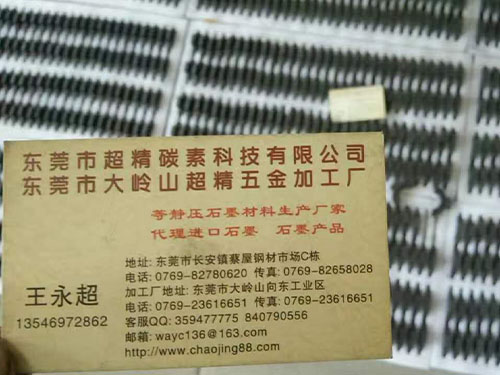 东莞市超精碳素科技有限公司
东莞市大岭山超精五金加工厂
等静压石墨材料生产厂家
代理进口石墨 石墨产品
地址: 东莞市长安镇蔡屋钢材市场C栋
电话: 0769-82780620 传真: 0769-82658028
加工厂地址: 东莞市大岭山向东工业区
电话: 0769-23616651 传真: 0769-23616651
客服QQ: 359477775 840790556
邮箱: wayc136@163.com
http://www.chaojing88.com
王永超
13546972862